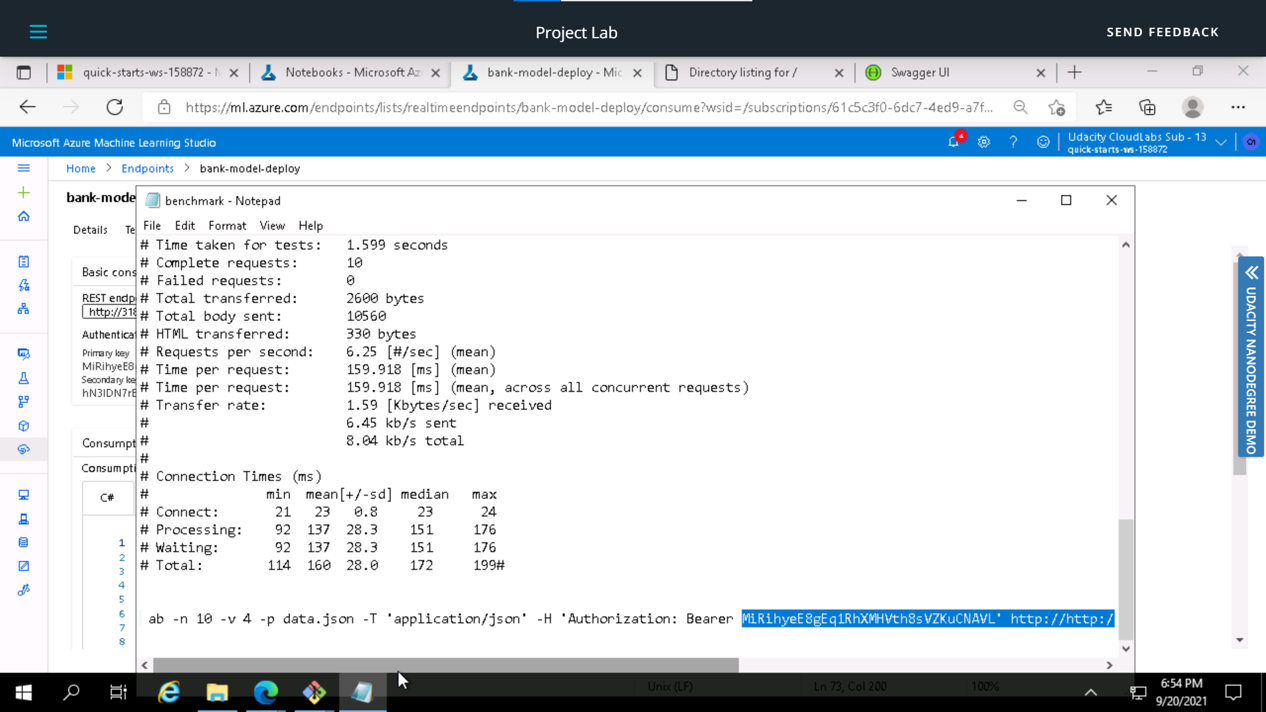 Project Lab
SEND FEEDBACK
quick-starts-ws-158872 - M
Notebooks - Microsoft Az
bank-model-deploy - Mic
Directory listing for /
Swagger UI
https://ml.azure.com/endpoints/lists/realtimeendpoints/bank-model-deploy/consume?wsid=/subscriptions/61c5c3f0-6dc7-4ed9-a7f...
Microsoft Azure Machine Learning Studio
4
Udacity CloudLabs Sub - 13
quick-starts-ws-158872
Home > Endpoints > bank-model-deploy
bank-mode
Details Te
Basic cons
REST endp
http://318
Authenticat
Primary key
MiRihyeE8
Secondary ke
hN3IDN7rE
Consumpt
Consumpti
C#
1
2
3
4
5
6
7
8
benchmark - Notepad
File Edit Format View Help
# Time taken for tests: 1.599 seconds
# Complete requests: 10
# Failed requests: 0
# Total transferred: 2600 bytes
# Total body sent: 10560
# HTML transferred: 330 bytes
# Requests per second: 6.25 [#/sec] (mean)
# Time per request: 159.918 [ms] (mean)
# Time per request: 159.918 [ms] (mean, across all concurrent requests)
# Transfer rate: 1.59 [Kbytes/sec] received
# 6.45 kb/s sent
# 8.04 kb/s total
#
# Connection Times (ms)
# min mean[+/-sd] median max
# Connect: 21 23 0.8 23 24
# Processing: 92 137 28.3 151 176
# Waiting: 92 137 28.3 151 176
# Total: 114 160 28.0 172 199#
ab -n 10 -v 4 -p data.json -T 'application/json' -H 'Authorization: Bearer MiRihyeE8gEq1RhXMHVth8sVZKuCNAVL' http://http:/
Unix (LF) Ln 73, Col 200 100%
UDACITY NANODEGREE DEMO
6:54 PM
9/20/2021